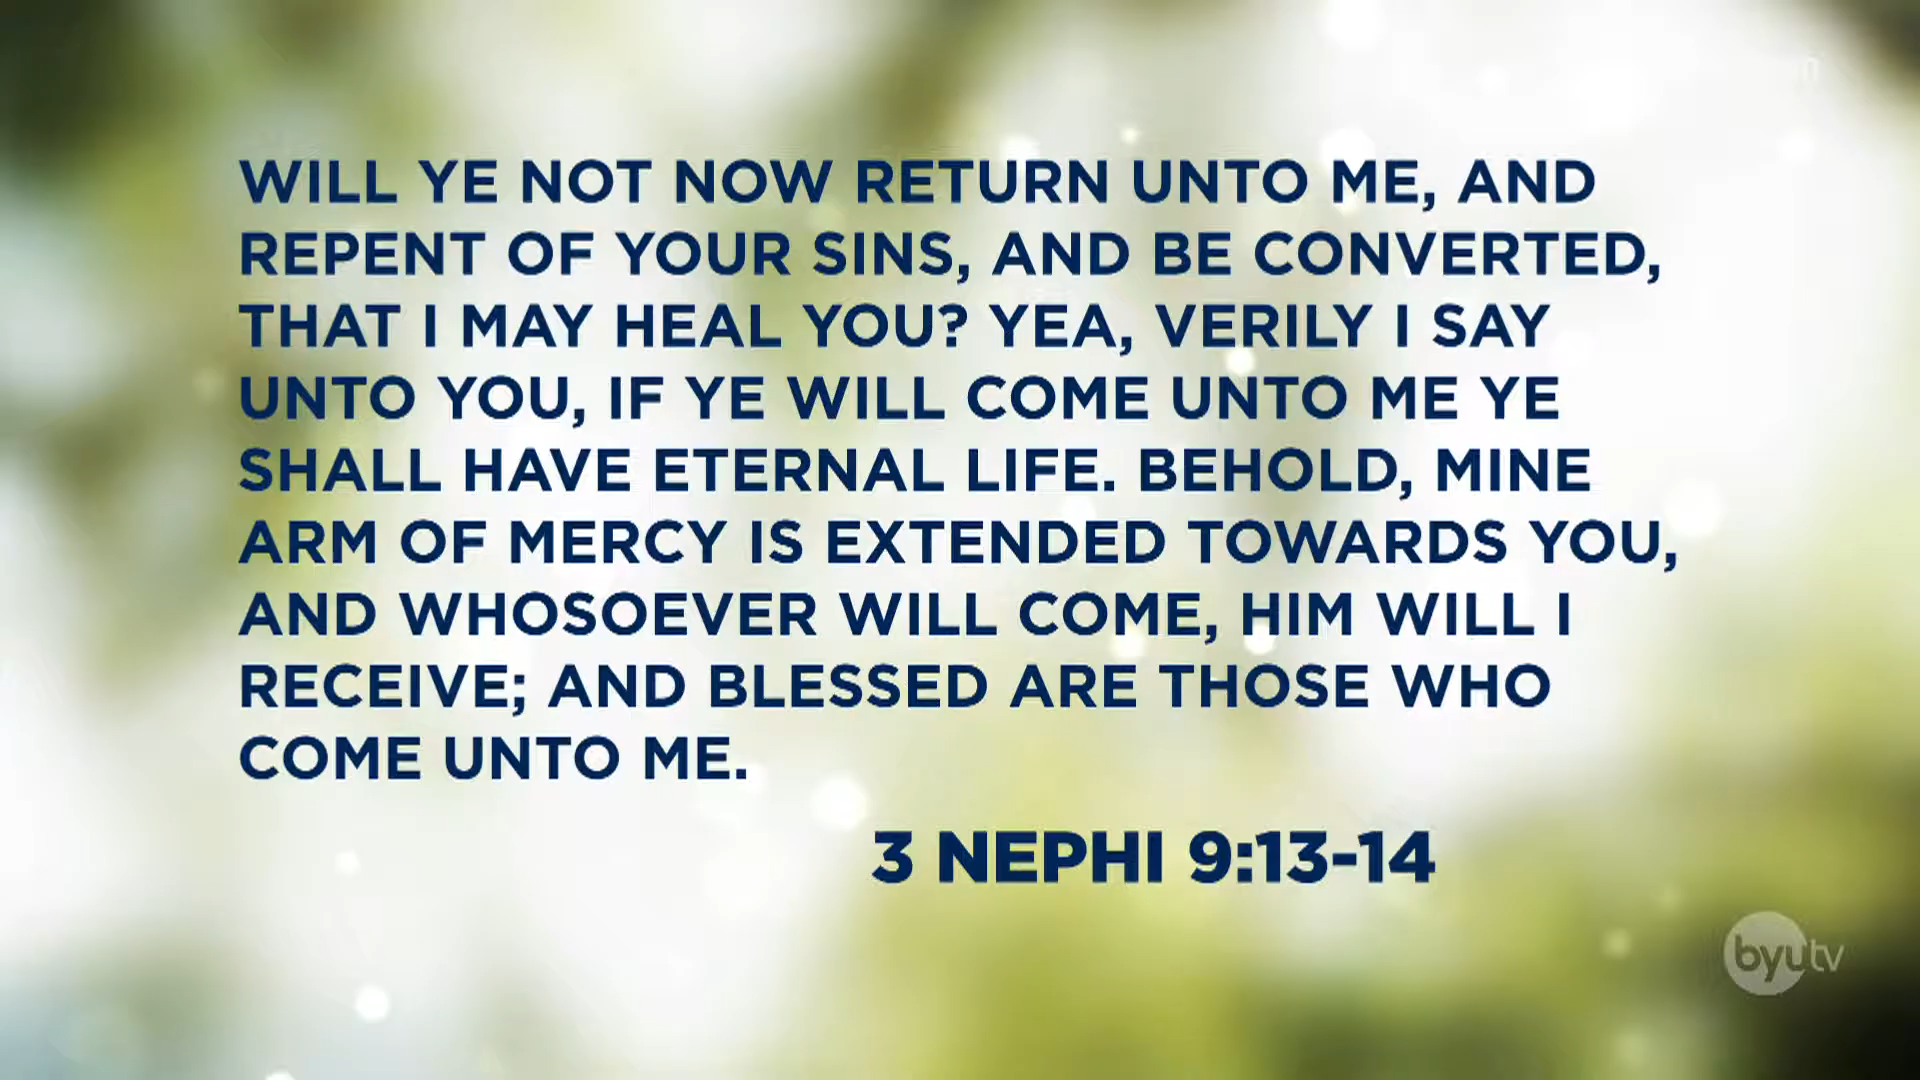 WILL YE NOT NOW RETURN UNTO ME, AND
REPENT OF YOUR SINS, AND BE CONVERTED,
THAT I MAY HEAL YOU? YEA, VERILY I SAY
UNTO YOU, IF YE WILL COME UNTO ME YE
SHALL HAVE ETERNAL LIFE. BEHOLD, MINE
ARM OF MERCY IS EXTENDED TOWARDS YOU,
AND WHOSOEVER WILL COME, HIM WILL I
RECEIVE; AND BLESSED ARE THOSE WHO
COME UNTO ME.
3 NEPHI 9:13-14
byutv